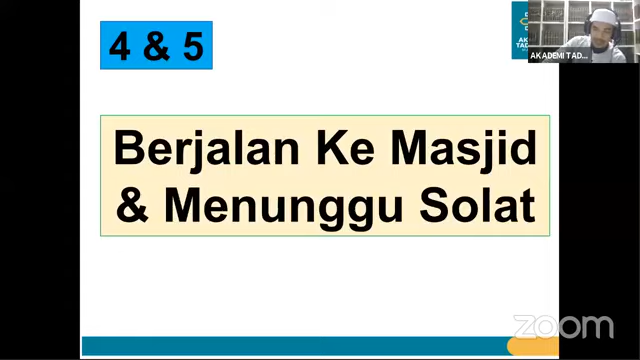 4 & 5
AKADEMI TAD...
Berjalan Ke Masjid
& Menunggu Solat
zoom